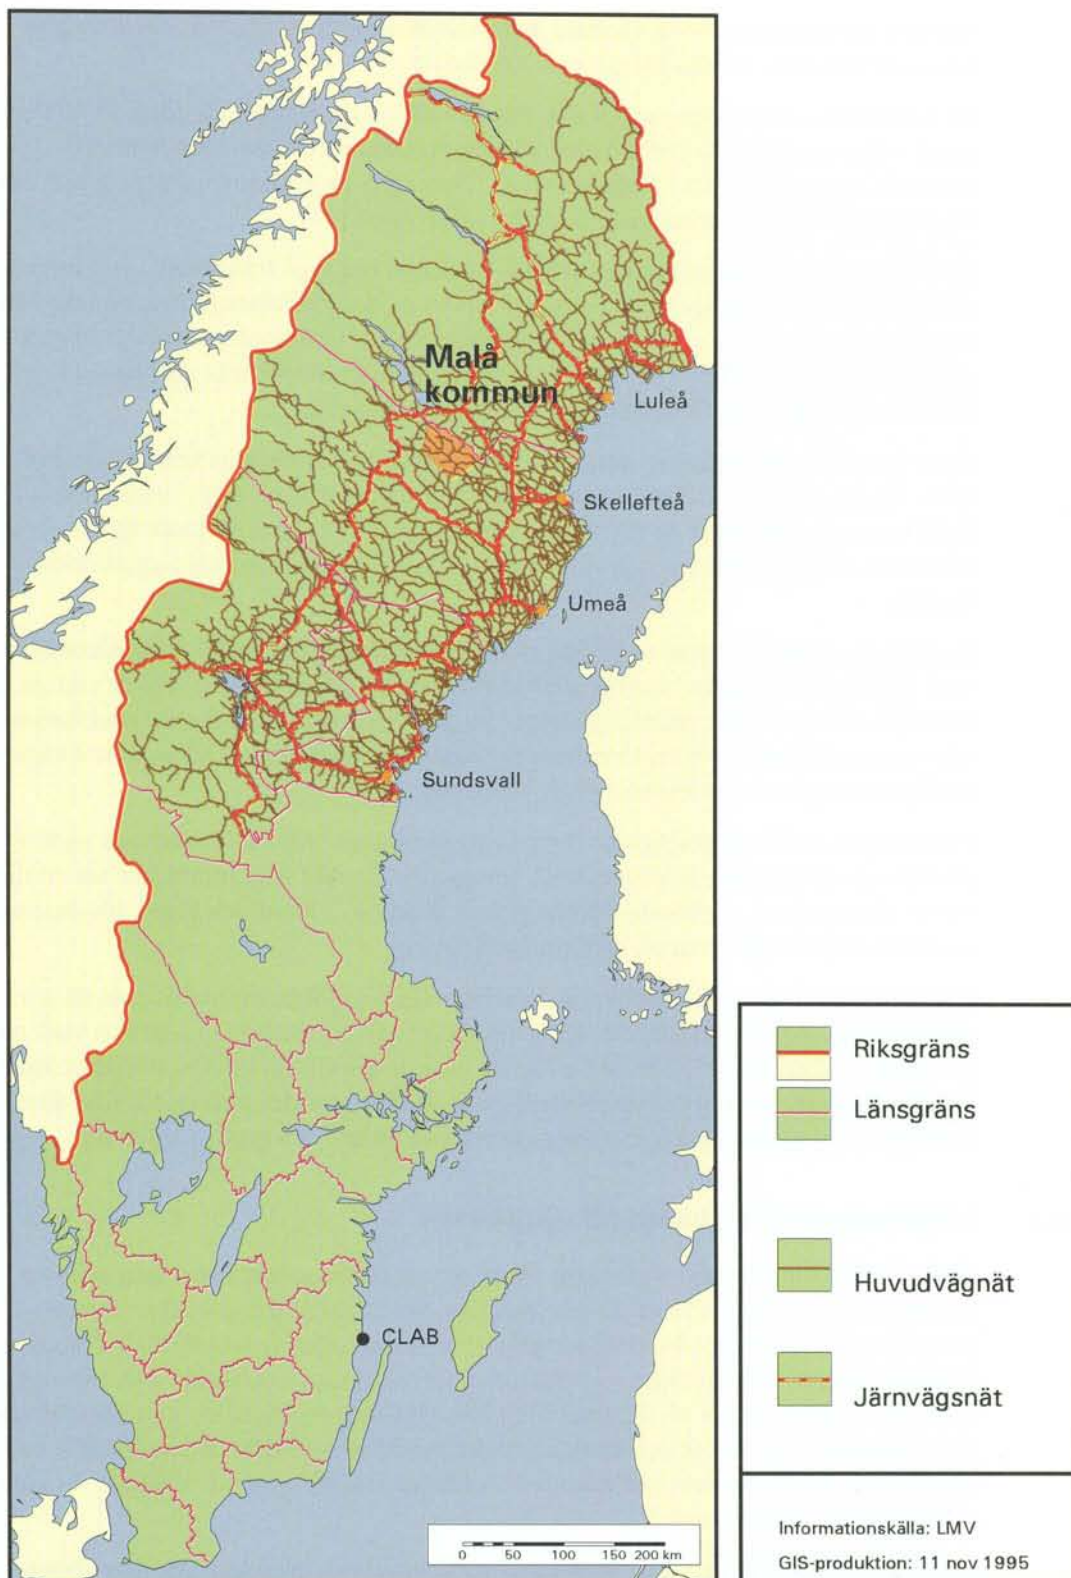 Malå
kommun
Luleå
Skellefteå
Umeå
Sundsvall
CLAB
0 50 100 150 200 km
Riksgräns
Länsgräns
Huvudvägnät
Järnvägsnät
Informationskälla: LMV
GIS-produktion: 11 nov 1995